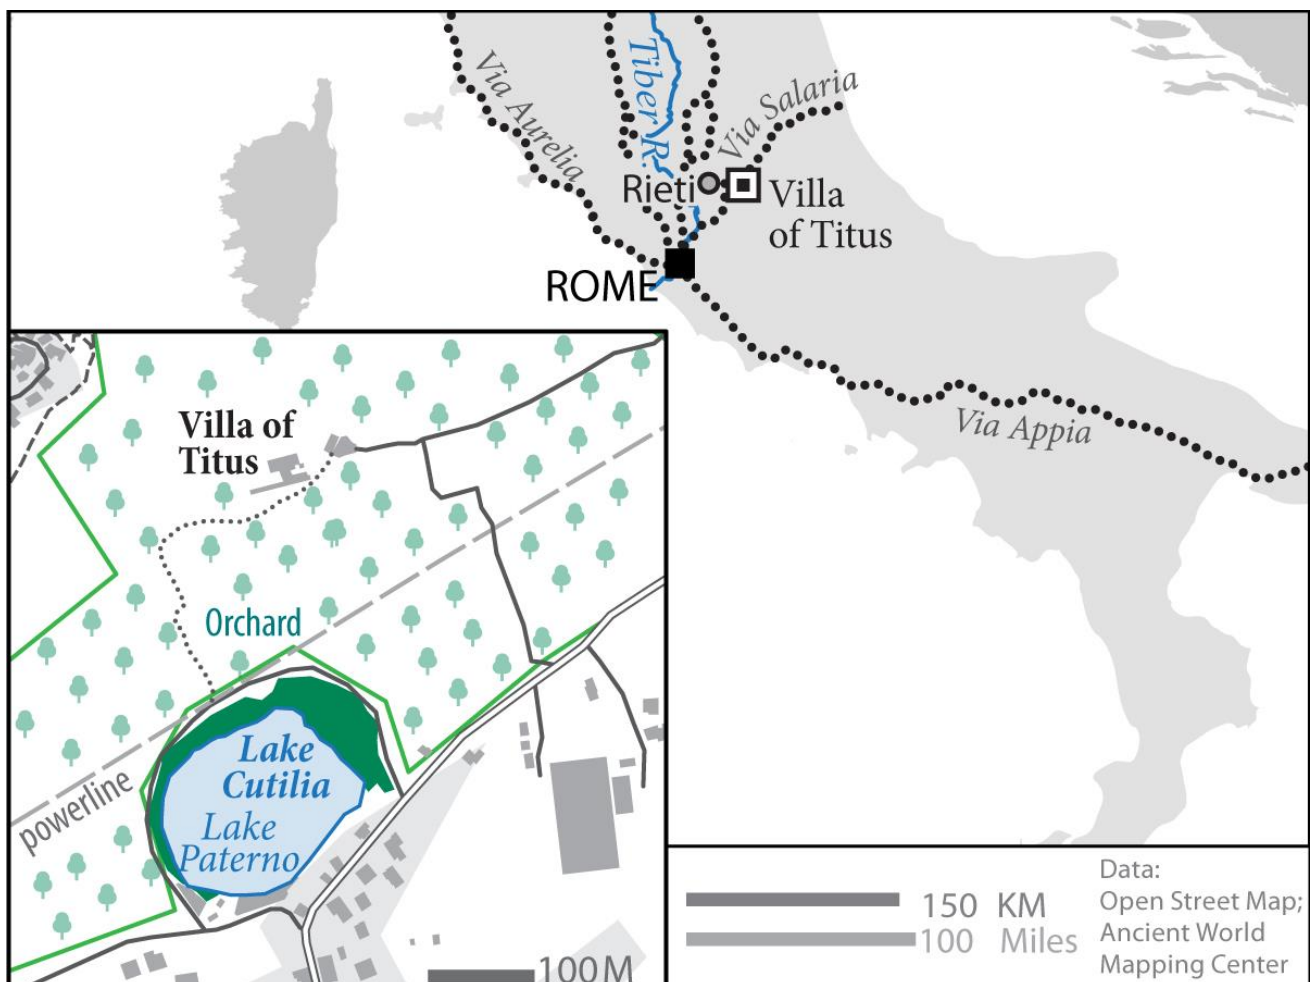 Via Aurelia
Tiber R.
Via Salaria
Rieti
Villa
of Titus
ROME
Via Appia
Villa of
Titus
Orchard
powerline
Lake
Cutilia
Lake
Paterno
100 M
150 KM
100 Miles
Data:
Open Street Map;
Ancient World
Mapping Center